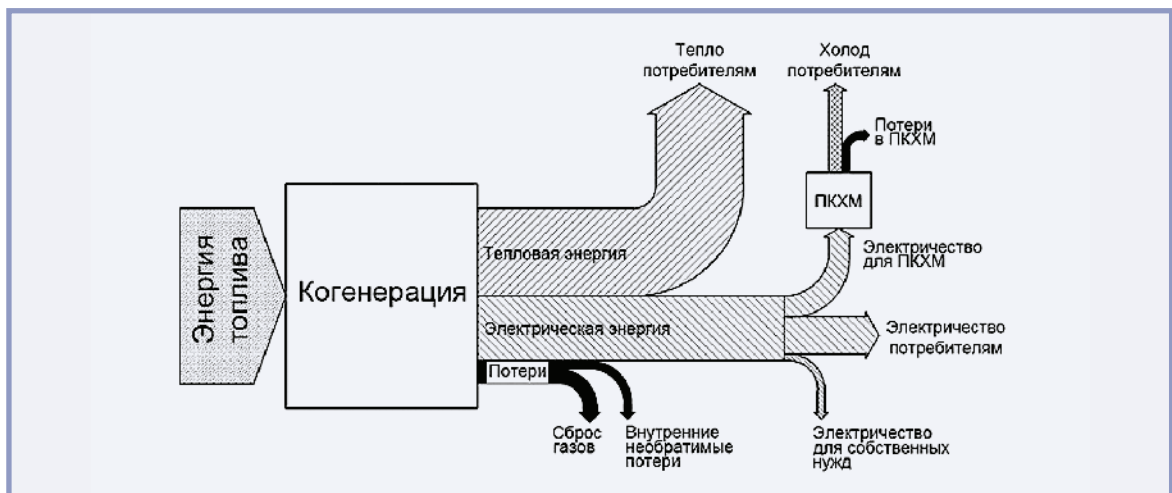 Тепло
потребителям
Холод
потребителям
Потери
в ПКХМ
ПКХМ
Электричество
для ПКХМ
Энергия
топлива
Когенерация
Тепловая энергия
Электрическая энергия
Электричество
потребителям
Потери
Сброс
газов
Внутренние
необратимые
потери
Электричество
для собственных
нужд